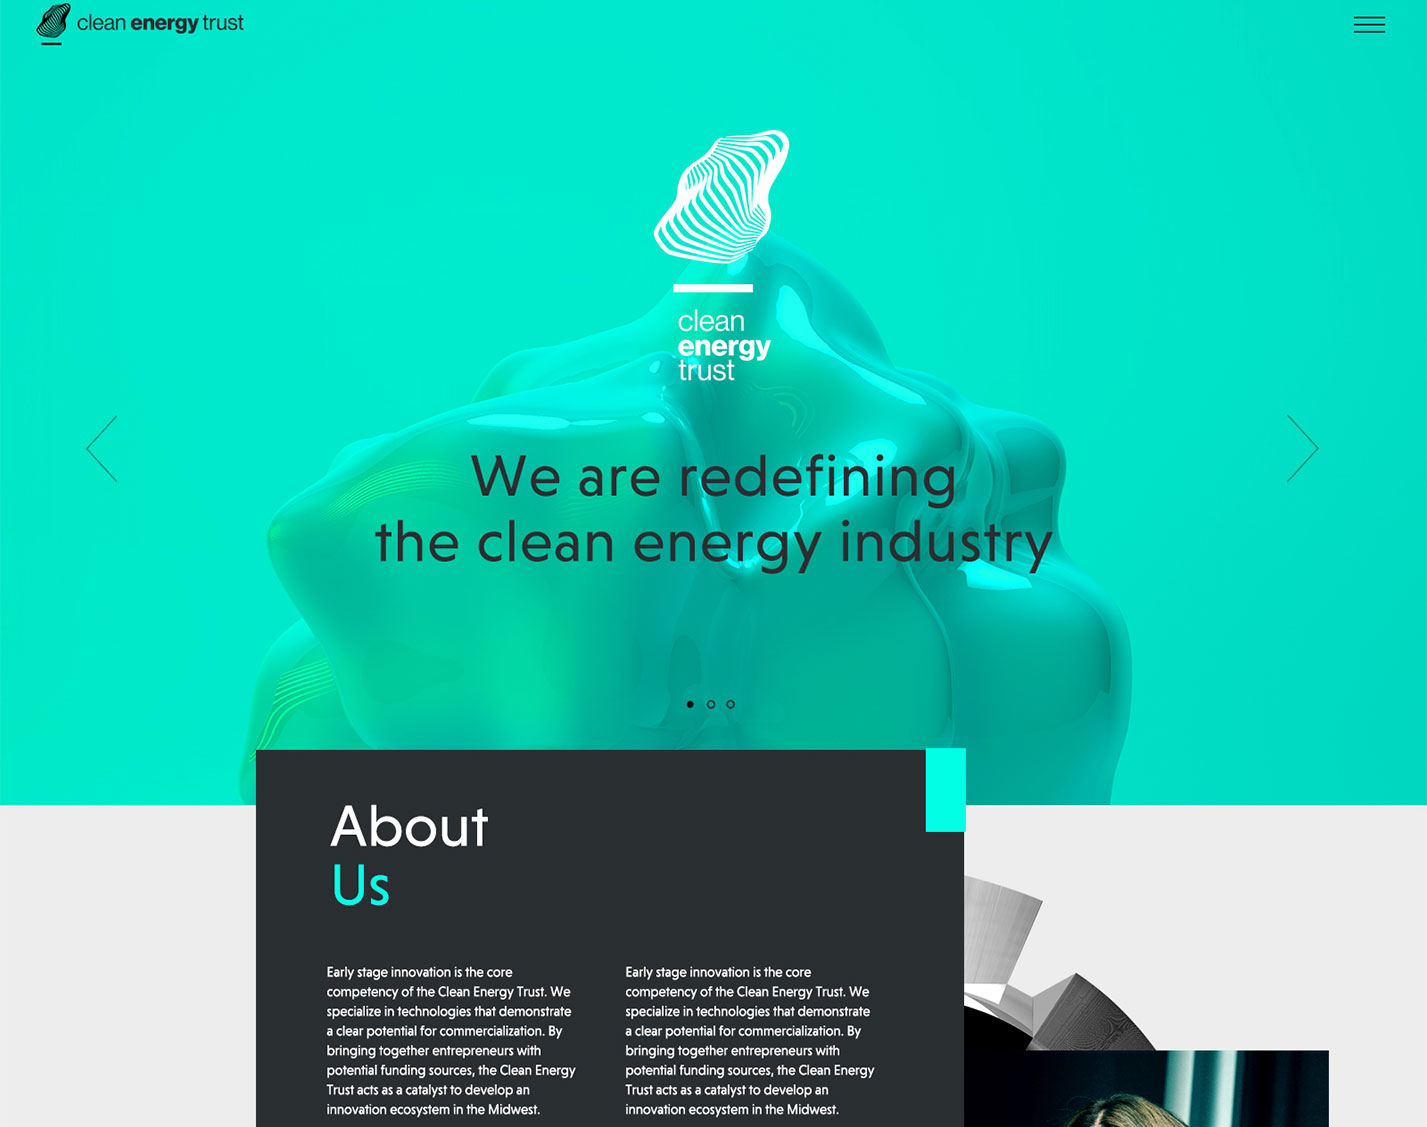 clean energy trust
clean
energy
trust
We are redefining
the clean energy industry
About
Us
Early stage innovation is the core
competency of the Clean Energy Trust. We
specialize in technologies that demonstrate
a clear potential for commercialization. By
bringing together entrepreneurs with
potential funding sources, the Clean Energy
Trust acts as a catalyst to develop an
innovation ecosystem in the Midwest.
Early stage innovation is the core
competency of the Clean Energy Trust. We
specialize in technologies that demonstrate
a clear potential for commercialization. By
bringing together entrepreneurs with
potential funding sources, the Clean Energy
Trust acts as a catalyst to develop an
innovation ecosystem in the Midwest.